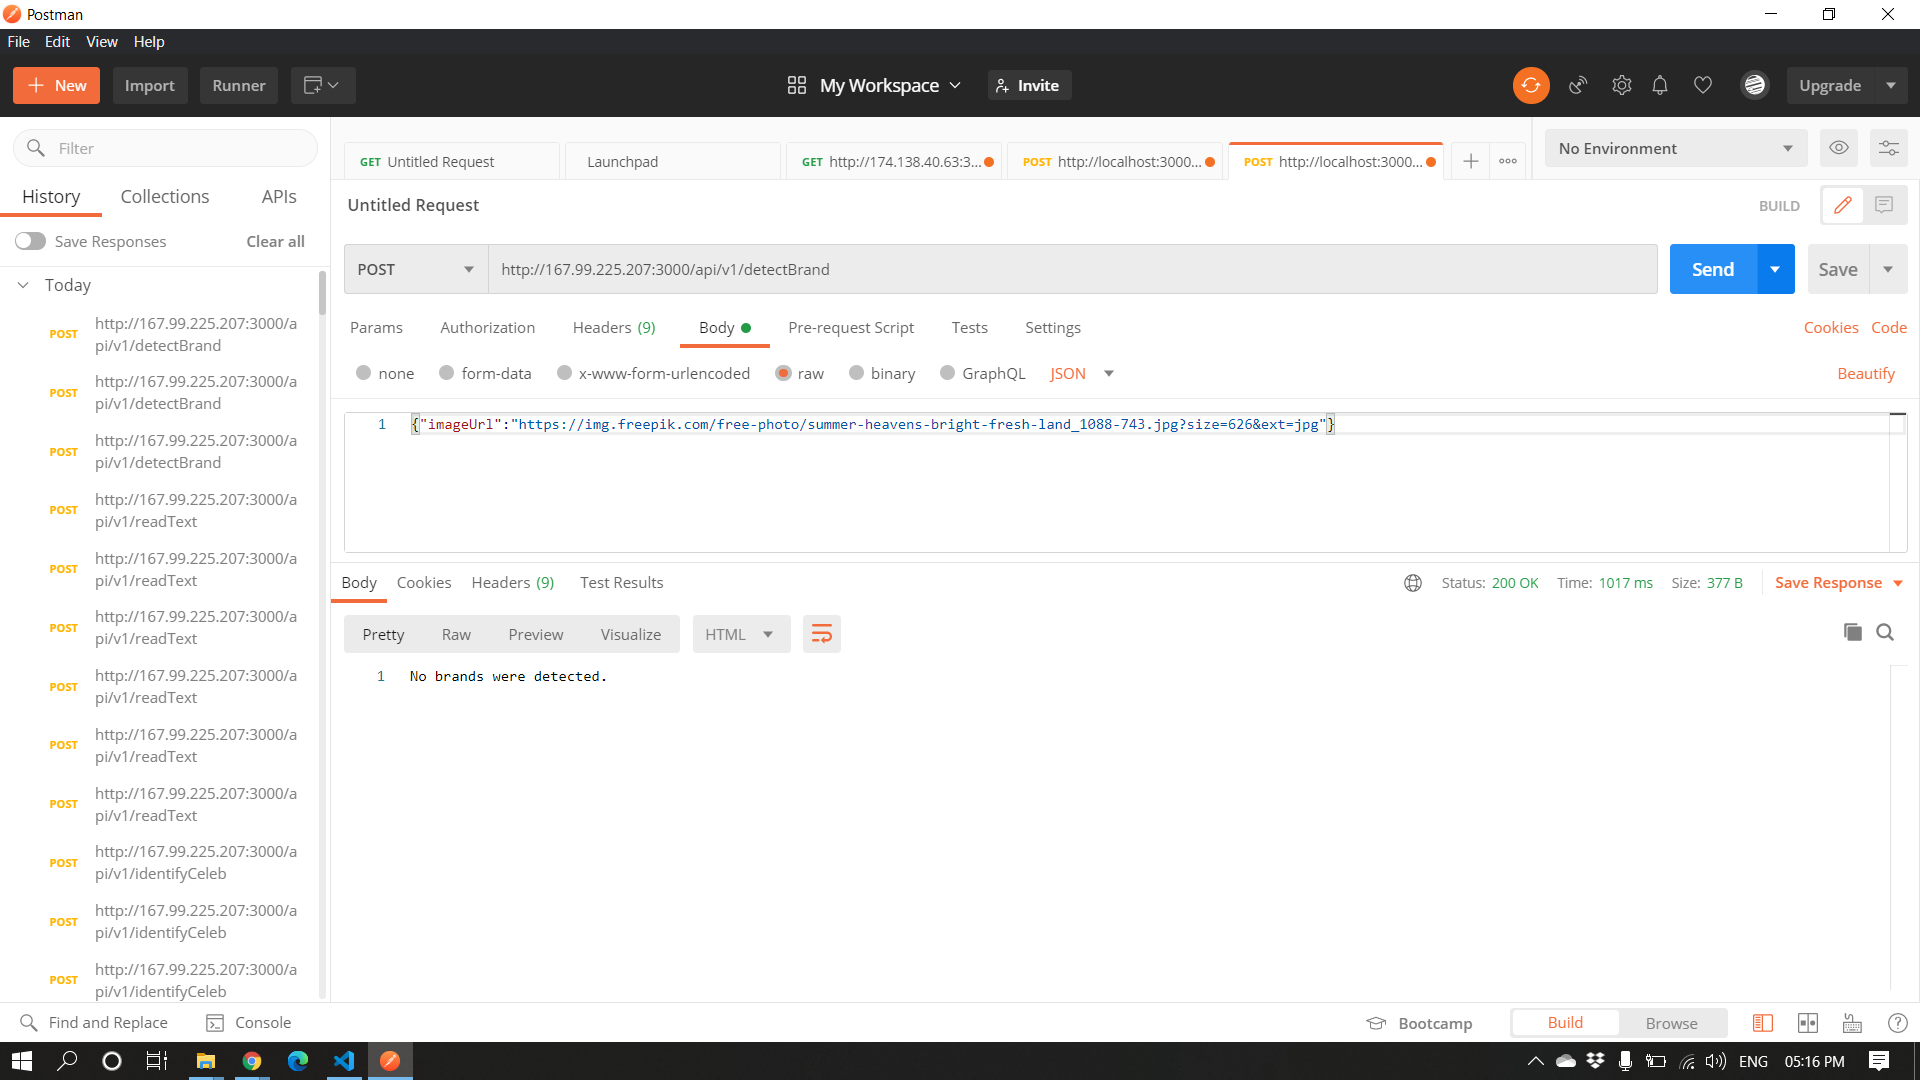 Postman
File Edit View Help
New Import Runner My Workspace Invite Upgrade
Filter
History Collections APIs
Save Responses Clear all
Today
POST http://167.99.225.207:3000/a
pi/v1/detectBrand
POST http://167.99.225.207:3000/a
pi/v1/detectBrand
POST http://167.99.225.207:3000/a
pi/v1/detectBrand
POST http://167.99.225.207:3000/a
pi/v1/readText
POST http://167.99.225.207:3000/a
pi/v1/readText
POST http://167.99.225.207:3000/a
pi/v1/readText
POST http://167.99.225.207:3000/a
pi/v1/readText
POST http://167.99.225.207:3000/a
pi/v1/readText
POST http://167.99.225.207:3000/a
pi/v1/readText
POST http://167.99.225.207:3000/a
pi/v1/identifyCeleb
POST http://167.99.225.207:3000/a
pi/v1/identifyCeleb
POST http://167.99.225.207:3000/a
pi/v1/identifyCeleb
GET Untitled Request Launchpad GET http://174.138.40.63:3... POST http://localhost:3000... POST http://localhost:3000... No Environment
Untitled Request BUILD
POST http://167.99.225.207:3000/api/v1/detectBrand Send Save
Params Authorization Headers (9) Body Pre-request Script Tests Settings Cookies Code
none form-data x-www-form-urlencoded raw binary GraphQL JSON Beautify
1 {"imageUrl":"https://img.freepik.com/free-photo/summer-heavens-bright-fresh-land_1088-743.jpg?size=626&ext=jpg"}
Body Cookies Headers (9) Test Results Status: 200 OK Time: 1017 ms Size: 377 B Save Response
Pretty Raw Preview Visualize HTML
1 No brands were detected.
Find and Replace Console Bootcamp Build Browse
ENG 05:16 PM